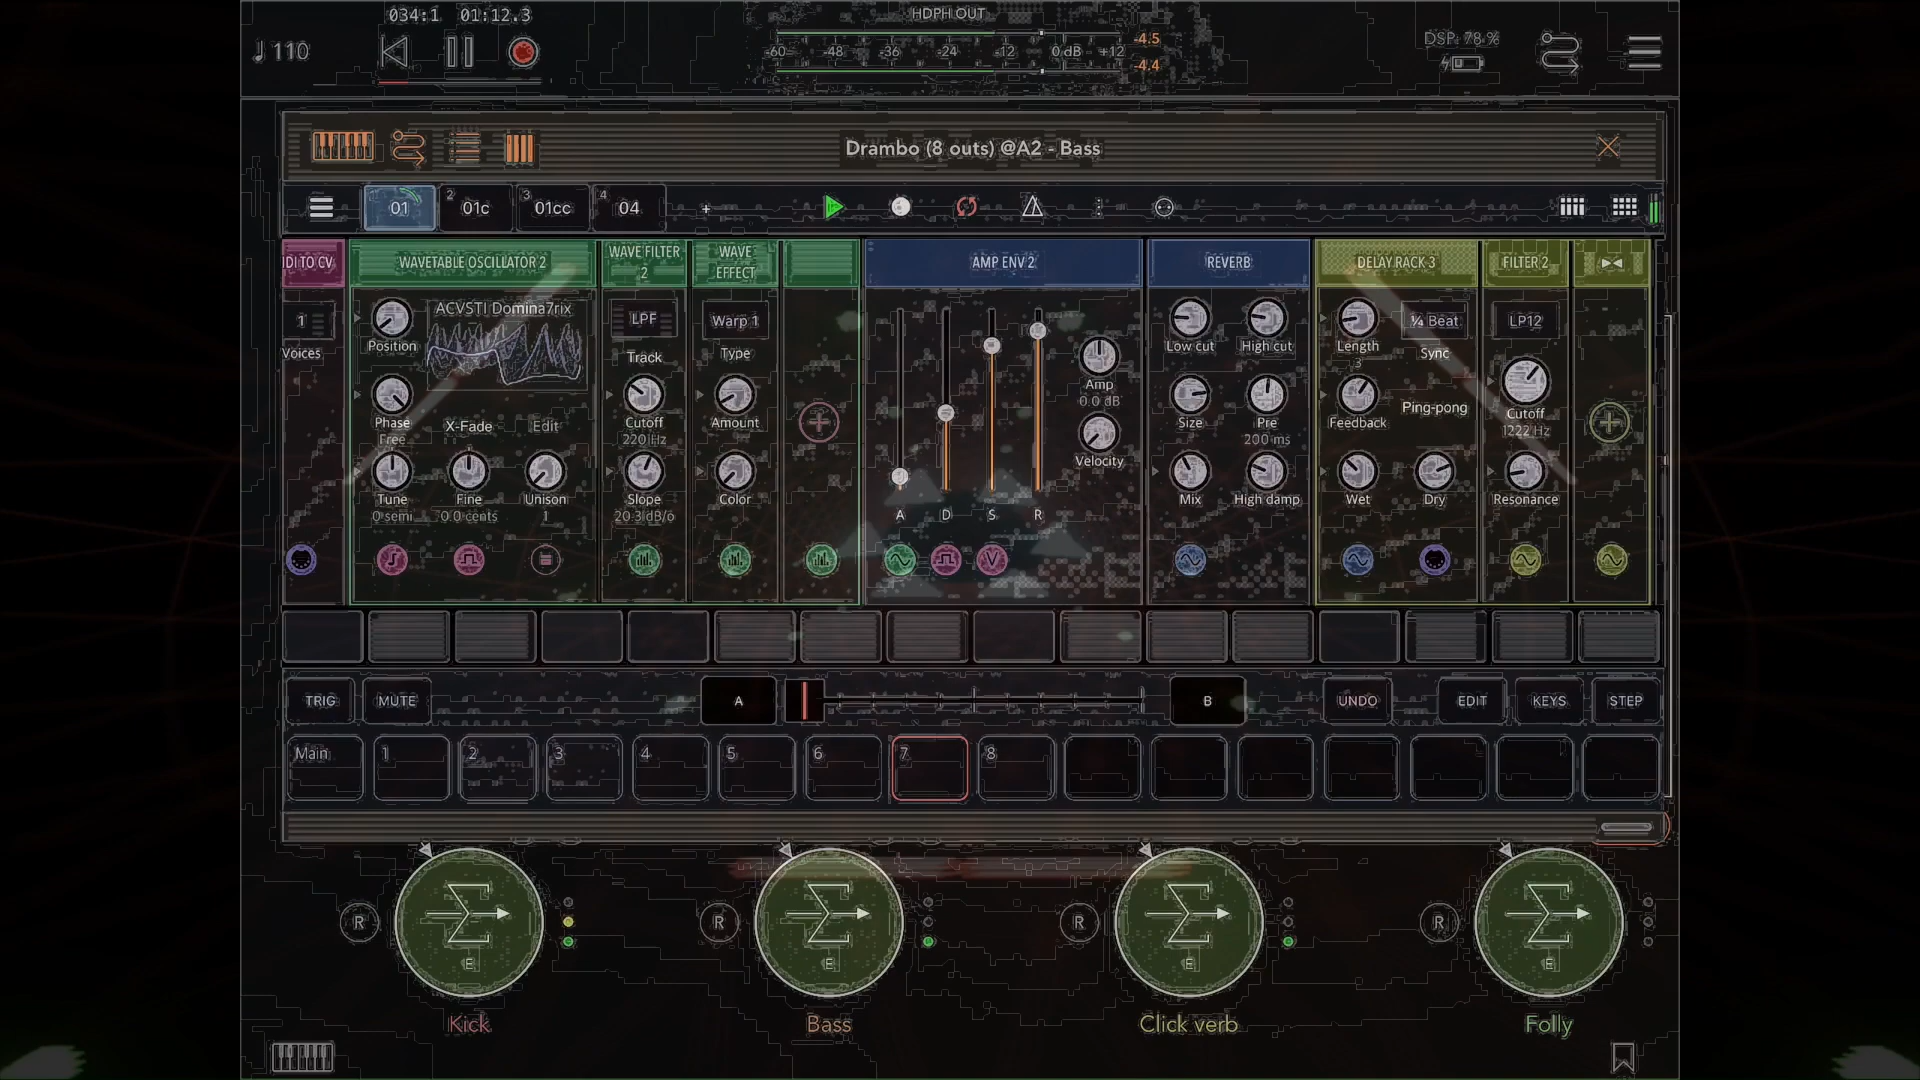 034:1 01:12.3
HDPH OUT
110
-60 -48 -36 -24 -12 0 dB +12
-4.5
-4.4
DSP: 78 %
Drambo (8 outs) @A2 - Bass
1 01
2 01c
3 01cc
4 04
+
IDI TO CV
WAVETABLE OSCILLATOR 2
WAVE FILTER 2
WAVE EFFECT
AMP ENV 2
REVERB
DELAY RACK 3
FILTER 2
1
Voices
ACVSTI Domina7rix
Position
Phase
Free
X-Fade
Edit
Tune
0 semi
Fine
0.0 cents
Unison
1
LPF
Track
Cutoff
220 Hz
Slope
20.3 dB/o
Warp 1
Type
Amount
Color
A D S R
Amp
0.0 dB
Velocity
V
Low cut
High cut
Size
Pre
200 ms
Mix
High damp
Length
3
¼ Beat
Sync
Feedback
Ping-pong
Wet
Dry
LP12
Cutoff
1222 Hz
Resonance
TRIG
MUTE
A
B
UNDO
EDIT
KEYS
STEP
Main 1 2 3 4 5 6 7 8
R E R E R E R E
Kick
Bass
Click verb
Folly